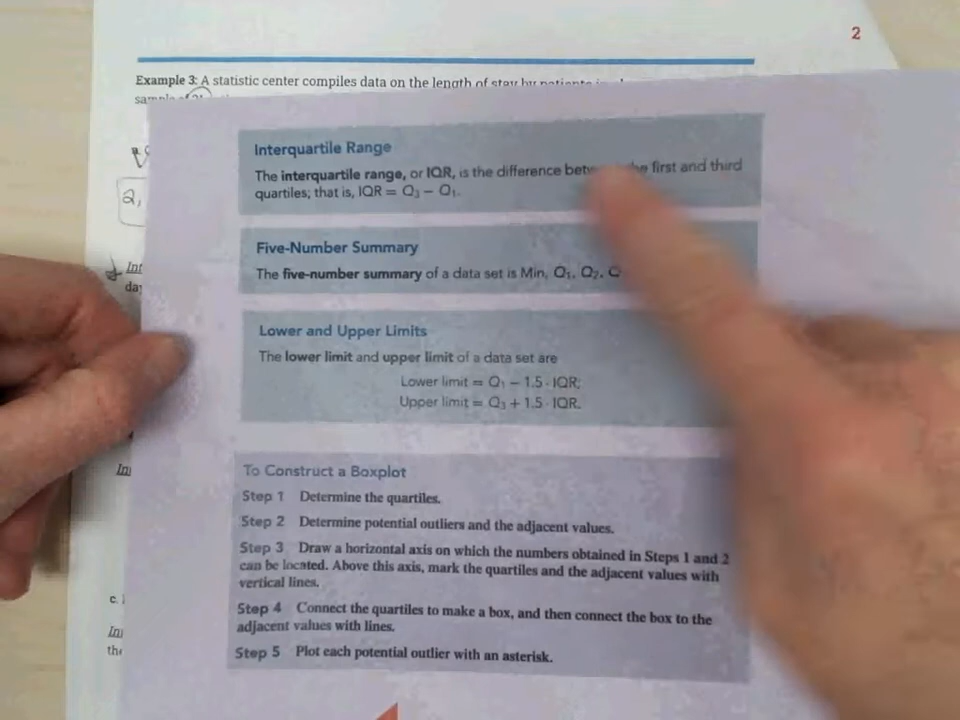 2
Example 3: A statistic center compiles data on the length of stay by patients in
2,
Int
Interquartile Range
The interquartile range, or IQR, is the difference the first and third
quartiles; that is, IQR = Q₃ − Q₁.
Five-Number Summary
The five-number summary of a data set is Min, Q₁, Q₂,
Lower and Upper Limits
The lower limit and upper limit of a data set are
Lower limit = Q₁ − 1.5 · IQR;
Upper limit = Q₃ + 1.5 · IQR.
To Construct a Boxplot
Step 1 Determine the quartiles.
Step 2 Determine potential outliers and the adjacent values.
Step 3 Draw a horizontal axis on which the numbers obtained in Steps 1 and 2
can be located. Above this axis, mark the quartiles and the adjacent values with
vertical lines.
Step 4 Connect the quartiles to make a box, and then connect the box to the
adjacent values with lines.
Step 5 Plot each potential outlier with an asterisk.
c.